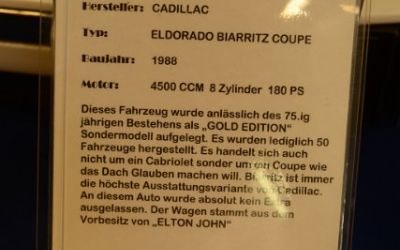 Hersteller: CADILLAC
Typ: ELDORADO BIARRITZ COUPE
Baujahr: 1988
Motor: 4500 CCM 8 Zylinder 180 PS
Dieses Fahrzeug wurde anlässlich des 75.ig
jährigen Bestehens als „GOLD EDITION"
Sondermodell aufgelegt. Es wurden lediglich 50
Fahrzeuge hergestellt. Es handelt sich auch
nicht um ein Cabriolet sonder um ein Coupe wie
das Dach Glauben machen will. Biarritz ist immer
die höchste Ausstattungsvariante von Cadillac.
An diesem Auto wurde absolut kein Extra
ausgelassen. Der Wagen stammt aus dem
Vorbesitz von „ELTON JOHN"